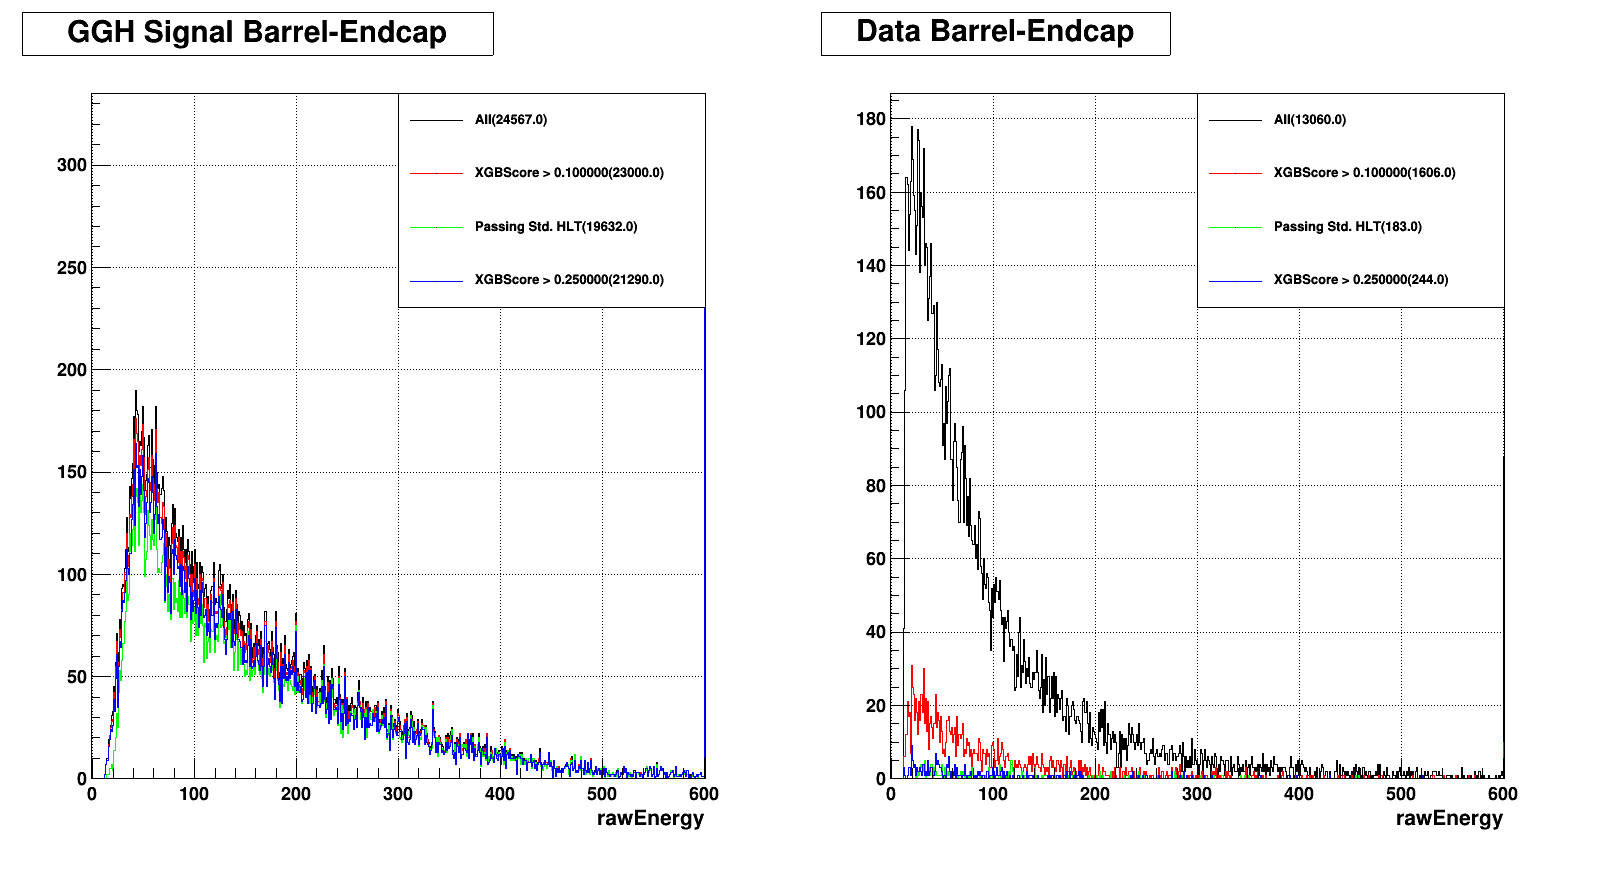 GGH Signal Barrel-Endcap
All(24567.0)
XGBScore > 0.100000(23000.0)
Passing Std. HLT(19632.0)
XGBScore > 0.250000(21290.0)
300
250
200
150
100
50
0
0 100 200 300 400 500 600
rawEnergy
Data Barrel-Endcap
All(13060.0)
XGBScore > 0.100000(1606.0)
Passing Std. HLT(183.0)
XGBScore > 0.250000(244.0)
180
160
140
120
100
80
60
40
20
0
0 100 200 300 400 500 600
rawEnergy